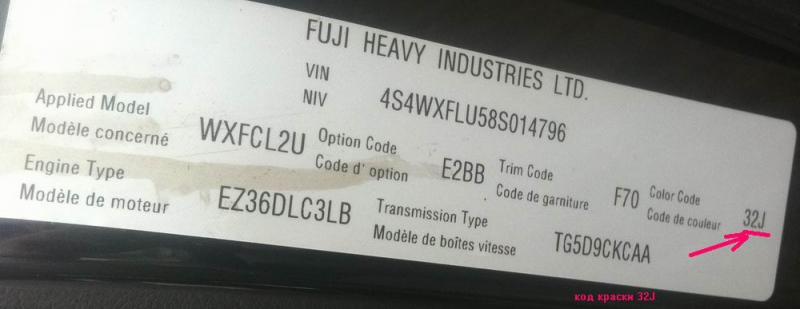 FUJI HEAVY INDUSTRIES LTD.
VIN
NIV 4S4WXFLU58S014796
Applied Model
Modèle concerné WXFCL2U
Option Code
Code d' option E2BB
Trim Code
Code de garniture F70
Color Code
Code de couleur 32J
Engine Type
Modèle de moteur EZ36DLC3LB
Transmission Type
Modèle de boîtes vitesse TG5D9CKCAA
код краски 32J